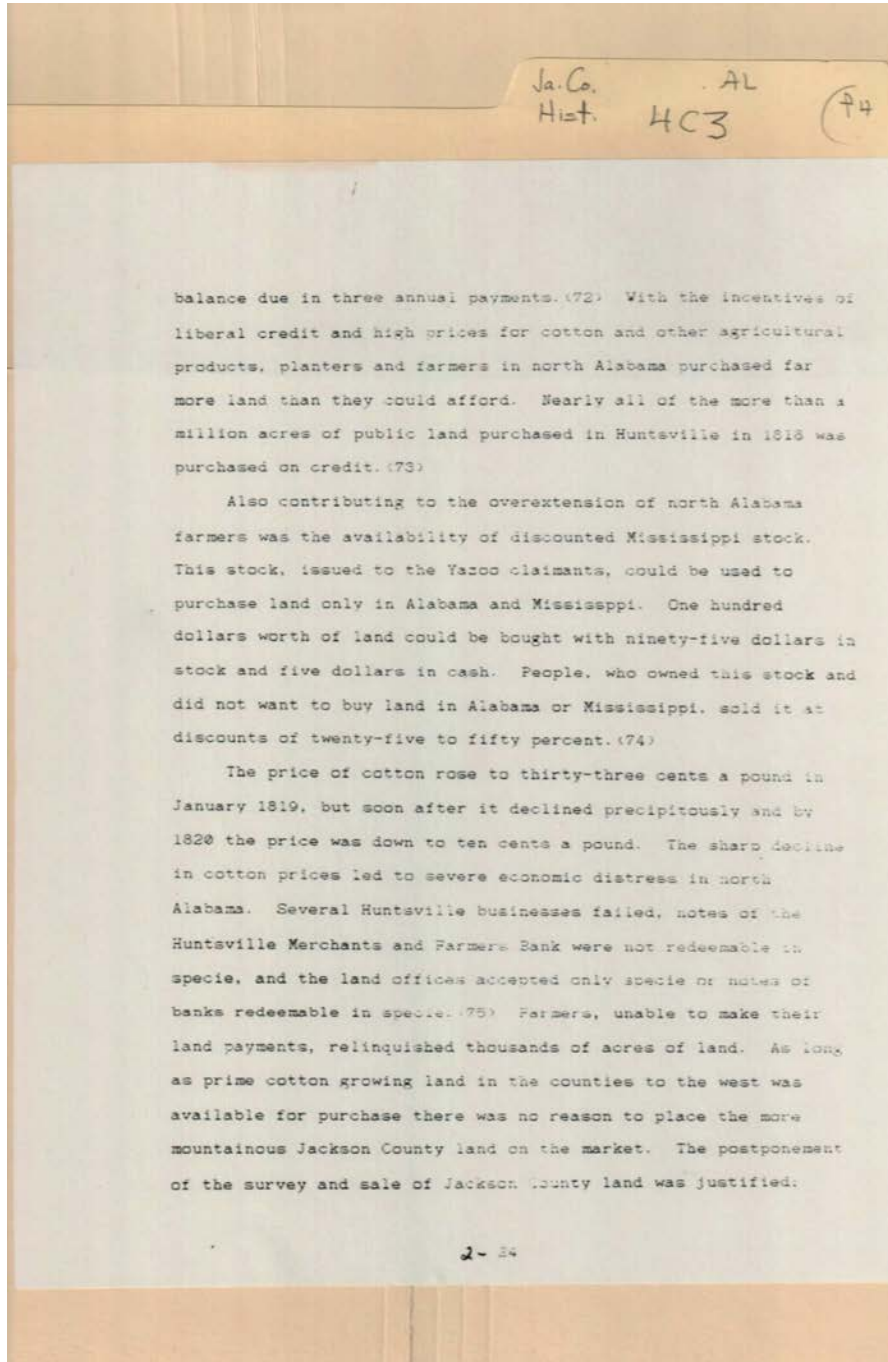 Ja. Co. . AL
Hist. 4C3 P4
balance due in three annual payments.(72) With the incentives of
liberal credit and high prices for cotton and other agricultural
products, planters and farmers in north Alabama purchased far
more land than they could afford. Nearly all of the more than a
million acres of public land purchased in Huntsville in 1818 was
purchased on credit.(73)
Also contributing to the overextension of north Alabama
farmers was the availability of discounted Mississippi stock.
This stock, issued to the Yazoo claimants, could be used to
purchase land only in Alabama and Missisppi. One hundred
dollars worth of land could be bought with ninety-five dollars in
stock and five dollars in cash. People, who owned this stock and
did not want to buy land in Alabama or Mississippi, sold it at
discounts of twenty-five to fifty percent.(74)
The price of cotton rose to thirty-three cents a pound in
January 1819, but soon after it declined precipitously and by
1820 the price was down to ten cents a pound. The sharp decline
in cotton prices led to severe economic distress in north
Alabama. Several Huntsville businesses failed, notes of the
Huntsville Merchants and Farmers Bank were not redeemable in
specie, and the land offices accepted only specie or notes of
banks redeemable in specie.(75) Farmers, unable to make their
land payments, relinquished thousands of acres of land. As long
as prime cotton growing land in the counties to the west was
available for purchase there was no reason to place the more
mountainous Jackson County land on the market. The postponement
of the survey and sale of Jackson County land was justified.
2-